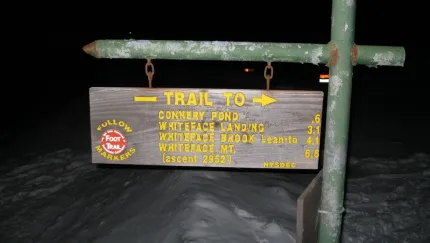 TRAIL TO
CONNERY POND .6
WHITEFACE LANDING 3.1
WHITEFACE BROOK Lean-to 4.1
WHITEFACE MT. 6.6
(ascent 2952')
NYSDEC
FOLLOW
FOOT
TRAIL
MARKERS